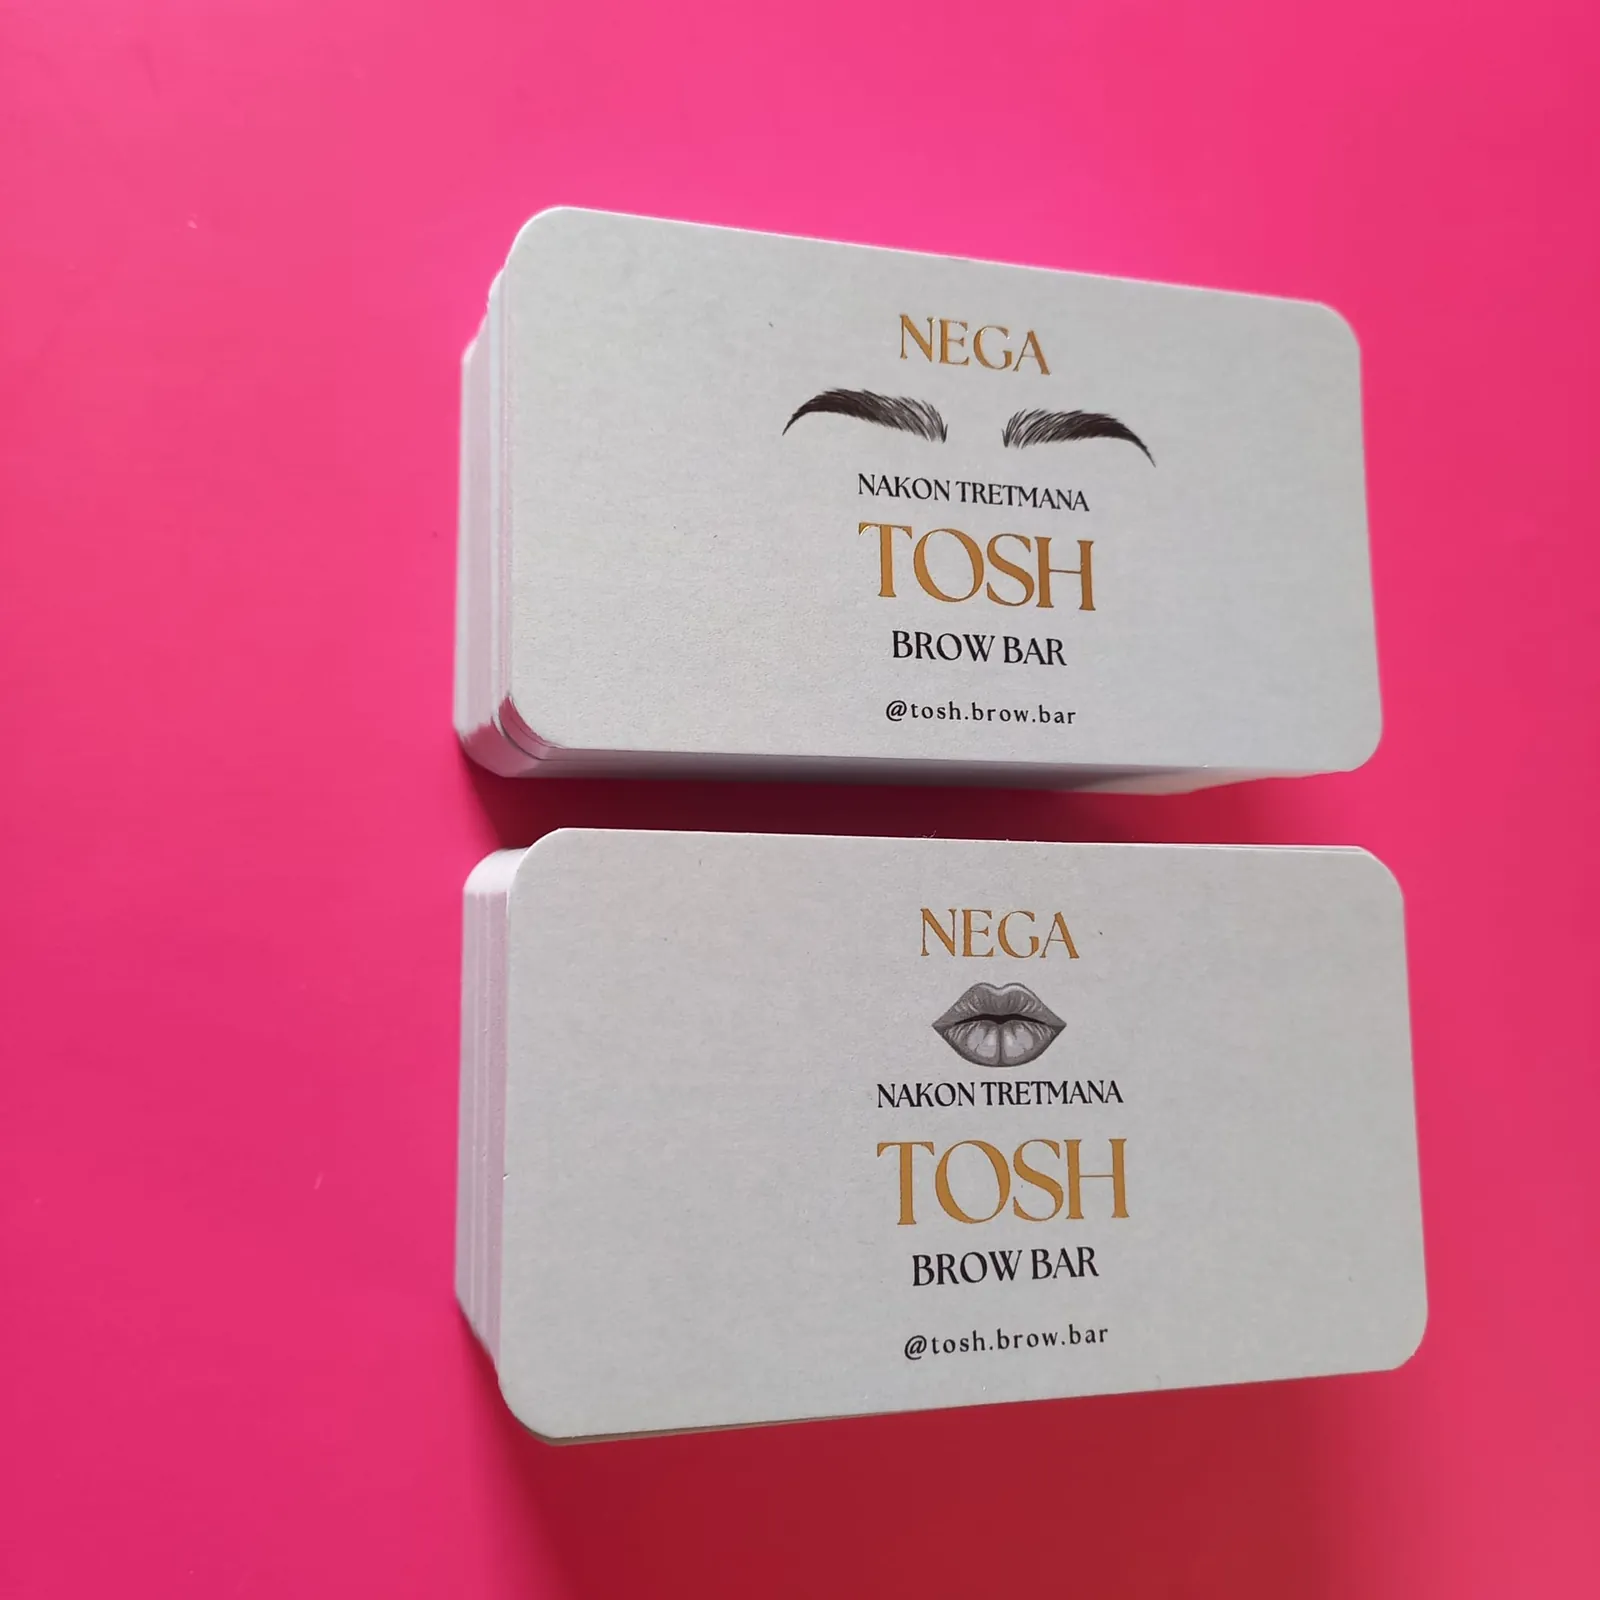 NEGA
NAKON TRETMANA
TOSH
BROW BAR
@tosh.brow.bar
NEGA
NAKON TRETMANA
TOSH
BROW BAR
@tosh.brow.bar